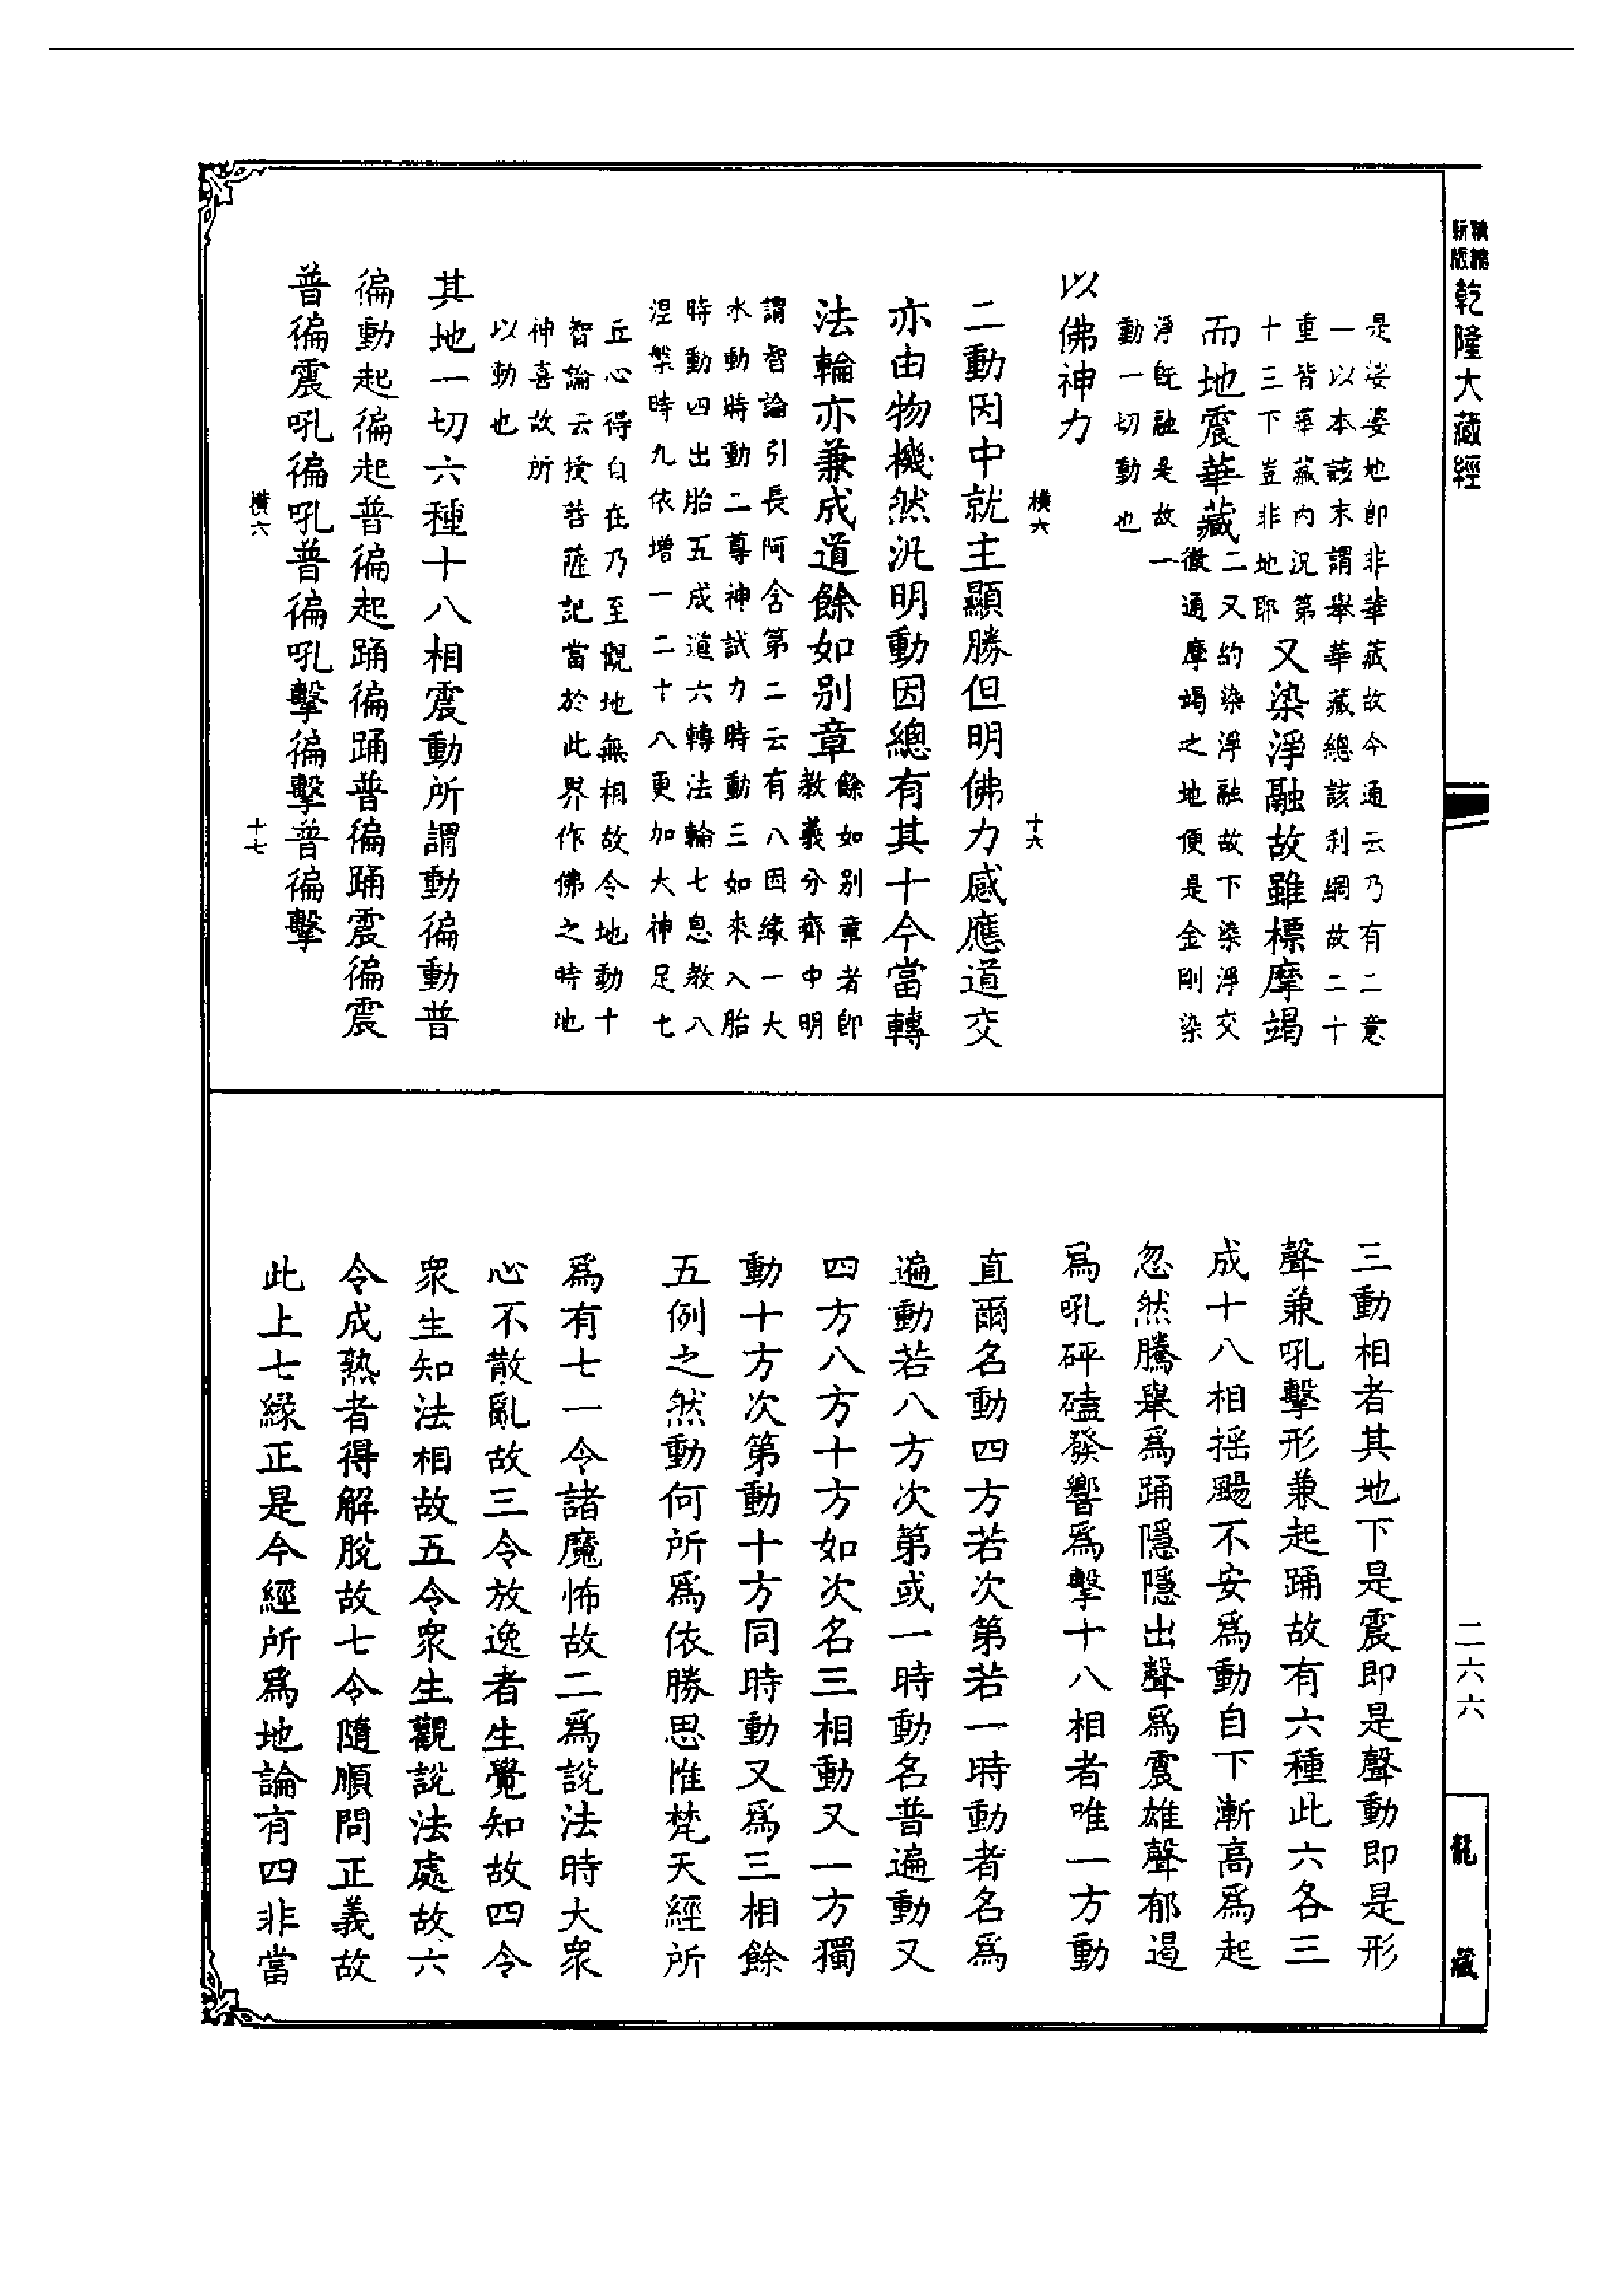 精縮
新版
乾隆大藏經
是娑婆地即非華藏故今通云乃有二意
一以本該末謂舉華藏總該刹網故二十
重皆華藏内況第
十三下豈非地耶
又染淨融故雖標摩竭
而地震華藏
二又約染淨融故下染淨交
徹通摩竭之地便是金剛染
淨旣融是故一
動一切動也
以佛神力
橫六 十六
二動因中就主顯勝但明佛力感應道交
亦由物機然汎明動因總有其十今當轉
法輪亦兼成道餘如别章
餘如别章者即
教義分齊中明
謂智論引長阿含第二云有八因緣一大
水動時動二尊神試力時動三如來入胎
時動四出胎五成道六轉法輪七息教八
涅槃時九依增一二十八更加大神足七
丘心得自在乃至觀地無相故令地動十
智論云授菩薩記當於此界作佛之時地
神喜故所
以動也
其地一切六種十八相震動所謂動徧動普
徧動起徧起普徧起踊徧踊普徧踊震徧震
普徧震吼徧吼普徧吼擊徧擊普徧擊
橫六 十七
三動相者其地下是震即是聲動即是形
聲兼吼擊形兼起踊故有六種此六各三
成十八相摇颺不安爲動自下漸高爲起
忽然騰舉爲踊隱隱出聲爲震雄聲郁遏
爲吼砰磕發響爲擊十八相者唯一方動
直爾名動四方若次第若一時動者名爲
遍動若八方次第或一時動名普遍動又
四方八方十方如次名三相動又一方獨
動十方次第動十方同時動又爲三相餘
五例之然動何所爲依勝思惟梵天經所
爲有七一令諸魔怖故二爲說法時大衆
心不散亂故三令放逸者生覺知故四令
衆生知法相故五令衆生觀說法處故六
令成熟者得解脫故七令隨順問正義故
此上七緣正是今經所爲地論有四非當
二六六
龍藏